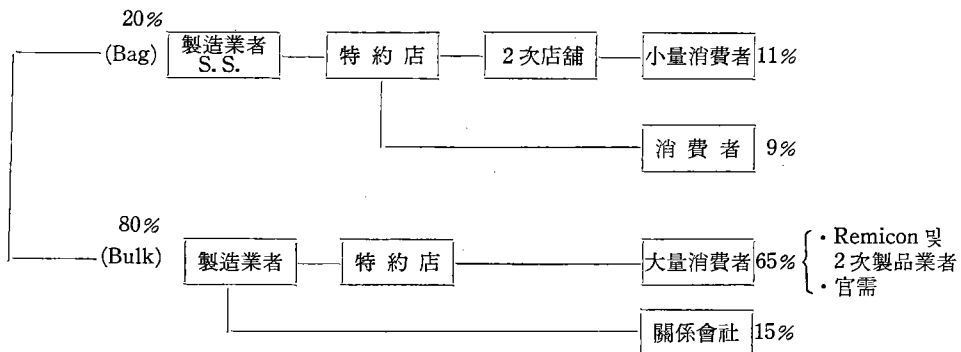 20%
(Bag)
製造業者
S. S.
特約店
2次店舗
小量消費者 11%
消費者 9%
80%
(Bulk)
製造業者
特約店
大量消費者 65%
・Remicon 및
2次製品業者
・官需
關係會社 15%